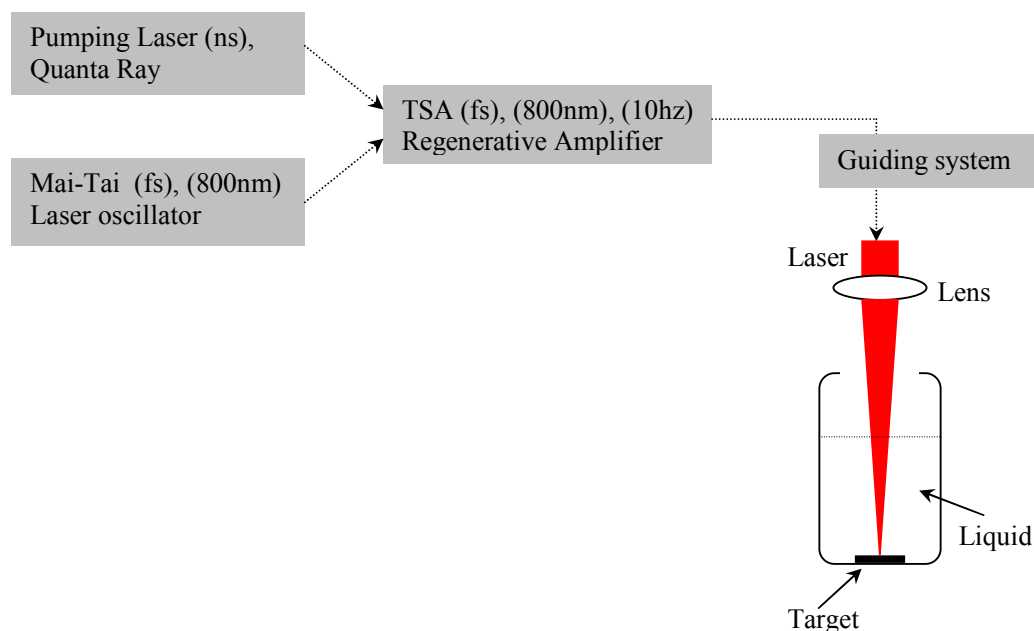 Pumping Laser (ns),
Quanta Ray
TSA (fs), (800nm), (10hz)
Regenerative Amplifier
Guiding system
Mai-Tai (fs), (800nm)
Laser oscillator
Laser
Lens
Liquid
Target